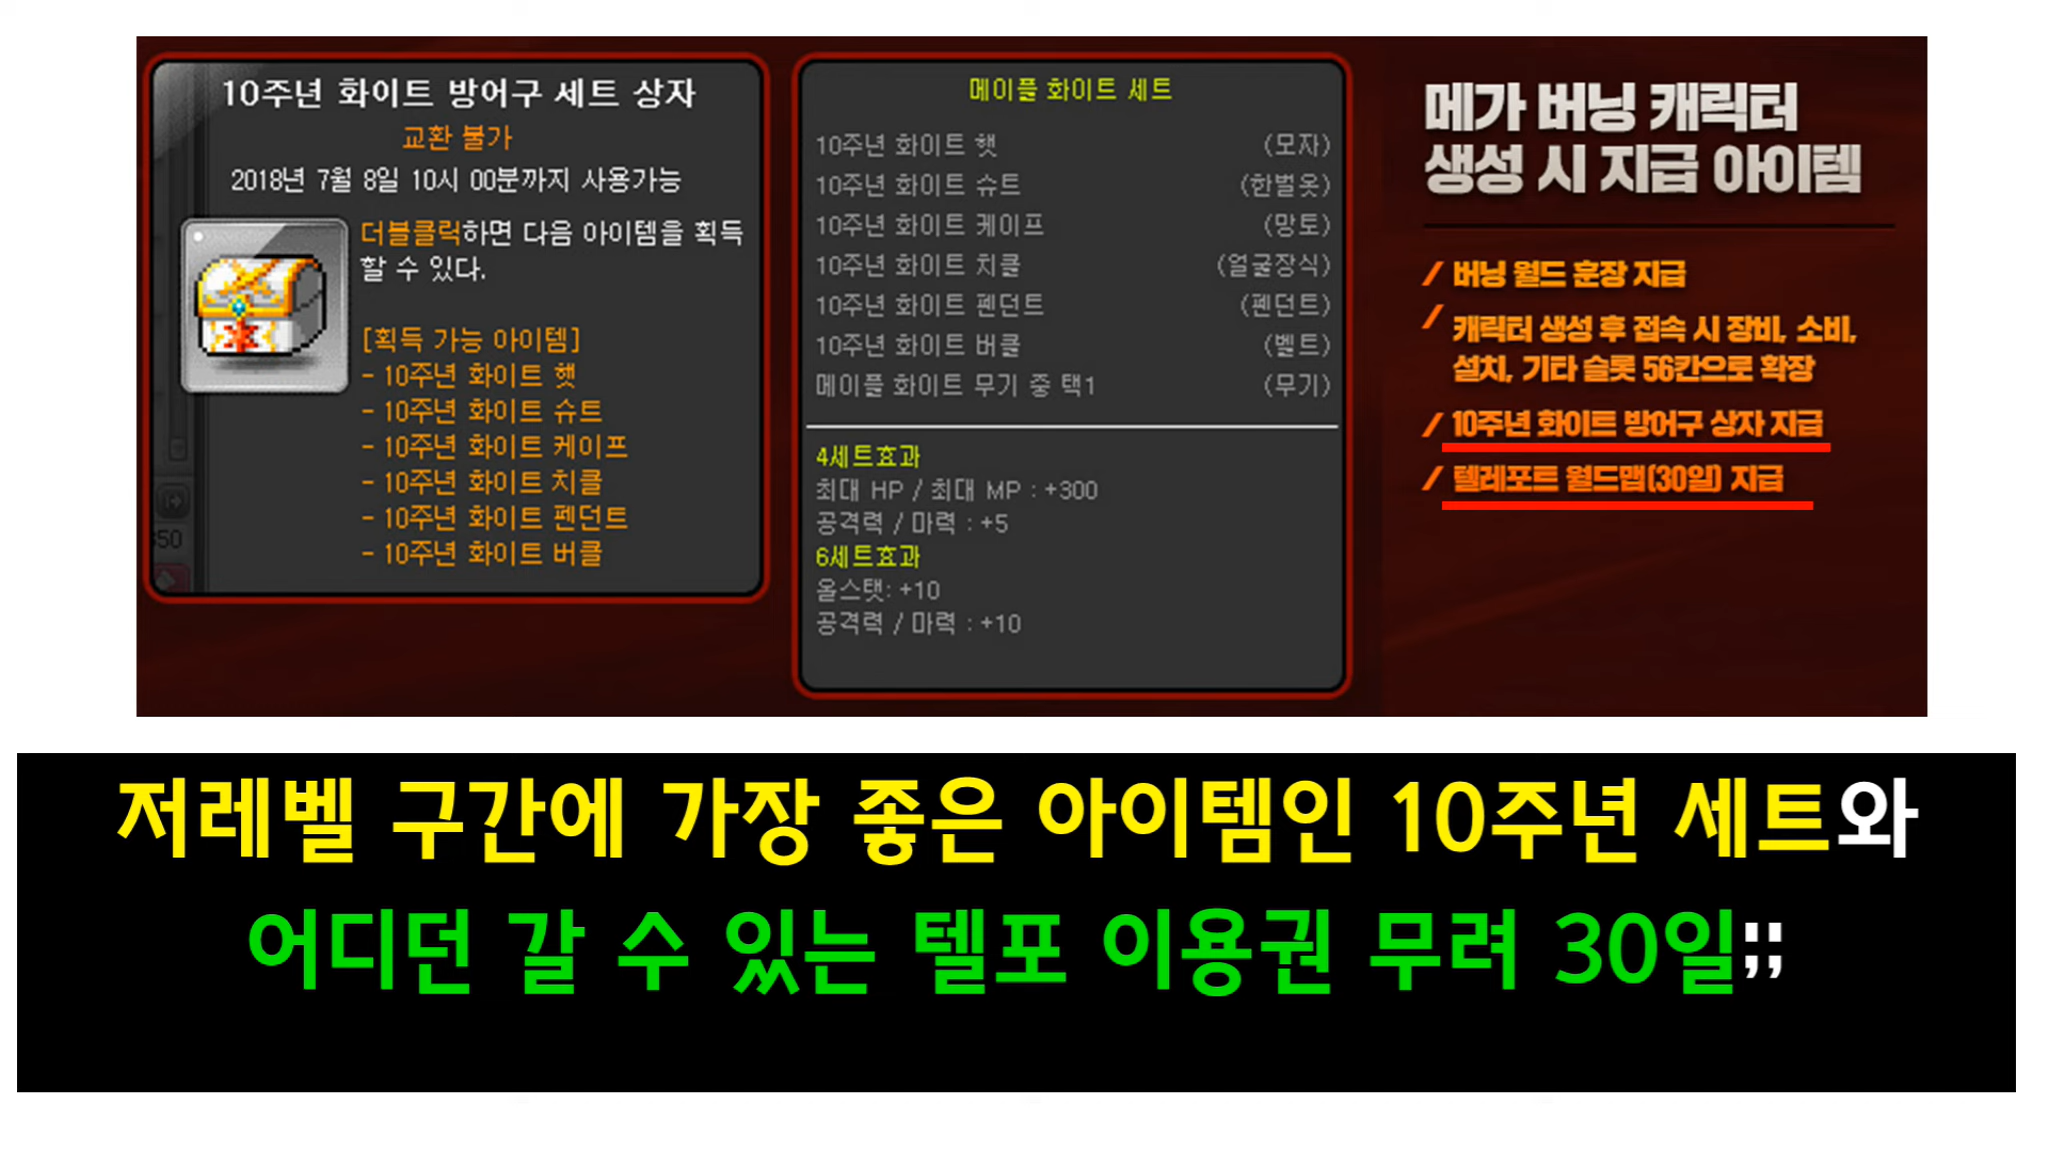 10주년 화이트 방어구 세트 상자
교환 불가
2018년 7월 8일 10시 00분까지 사용가능
더블클릭하면 다음 아이템을 획득
할 수 있다.
[획득 가능 아이템]
- 10주년 화이트 햇
- 10주년 화이트 슈트
- 10주년 화이트 케이프
- 10주년 화이트 치클
- 10주년 화이트 펜던트
- 10주년 화이트 버클
50
메이플 화이트 세트
10주년 화이트 햇 (모자)
10주년 화이트 슈트 (한벌옷)
10주년 화이트 케이프 (망토)
10주년 화이트 치클 (얼굴장식)
10주년 화이트 펜던트 (펜던트)
10주년 화이트 버클 (벨트)
메이플 화이트 무기 중 택1 (무기)
4세트효과
최대 HP / 최대 MP : +300
공격력 / 마력 : +5
6세트효과
올스탯: +10
공격력 / 마력 : +10
메가 버닝 캐릭터
생성 시 지급 아이템
/ 버닝 월드 훈장 지급
/ 캐릭터 생성 후 접속 시 장비, 소비,
설치, 기타 슬롯 56칸으로 확장
/ 10주년 화이트 방어구 상자 지급
/ 텔레포트 월드맵(30일) 지급
저레벨 구간에 가장 좋은 아이템인 10주년 세트와
어디던 갈 수 있는 텔포 이용권 무려 30일;;